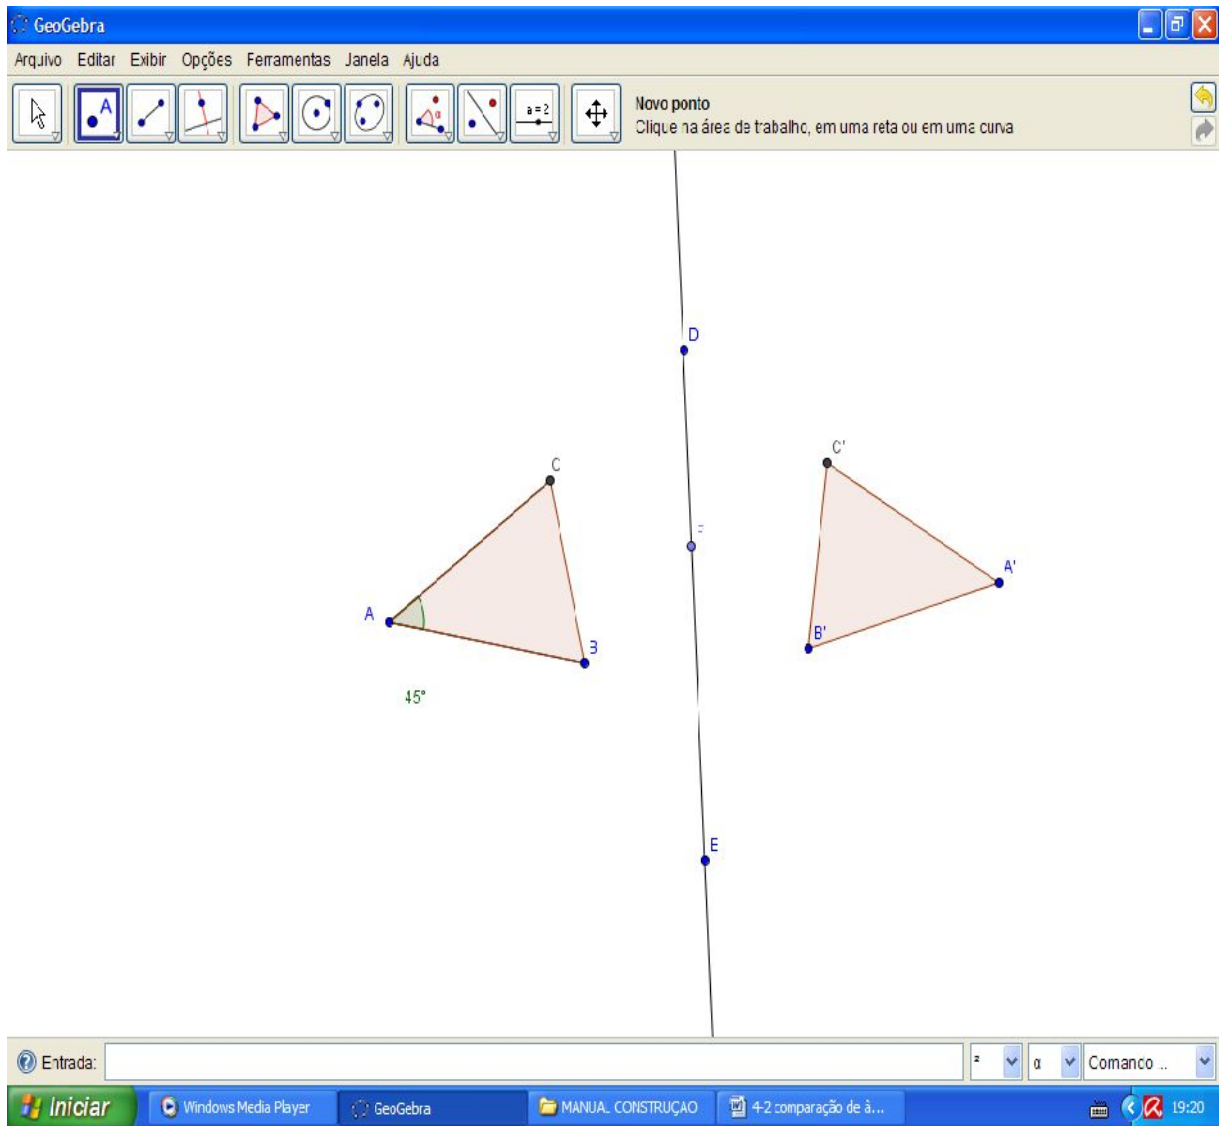 GeoGebra
Arquivo Editar Exibir Opções Ferramentas Janela Ajuda
A
a=2
α
Novo ponto
Clique na área de trabalho, em uma reta ou em uma curva
D
C
C'
F
A
A'
B
B'
45°
E
Entrada:
²
α
Comanco ...
Iniciar
Windows Media Player
GeoGebra
MANUAL CONSTRUÇAO
4-2 comparação de à...
19:20